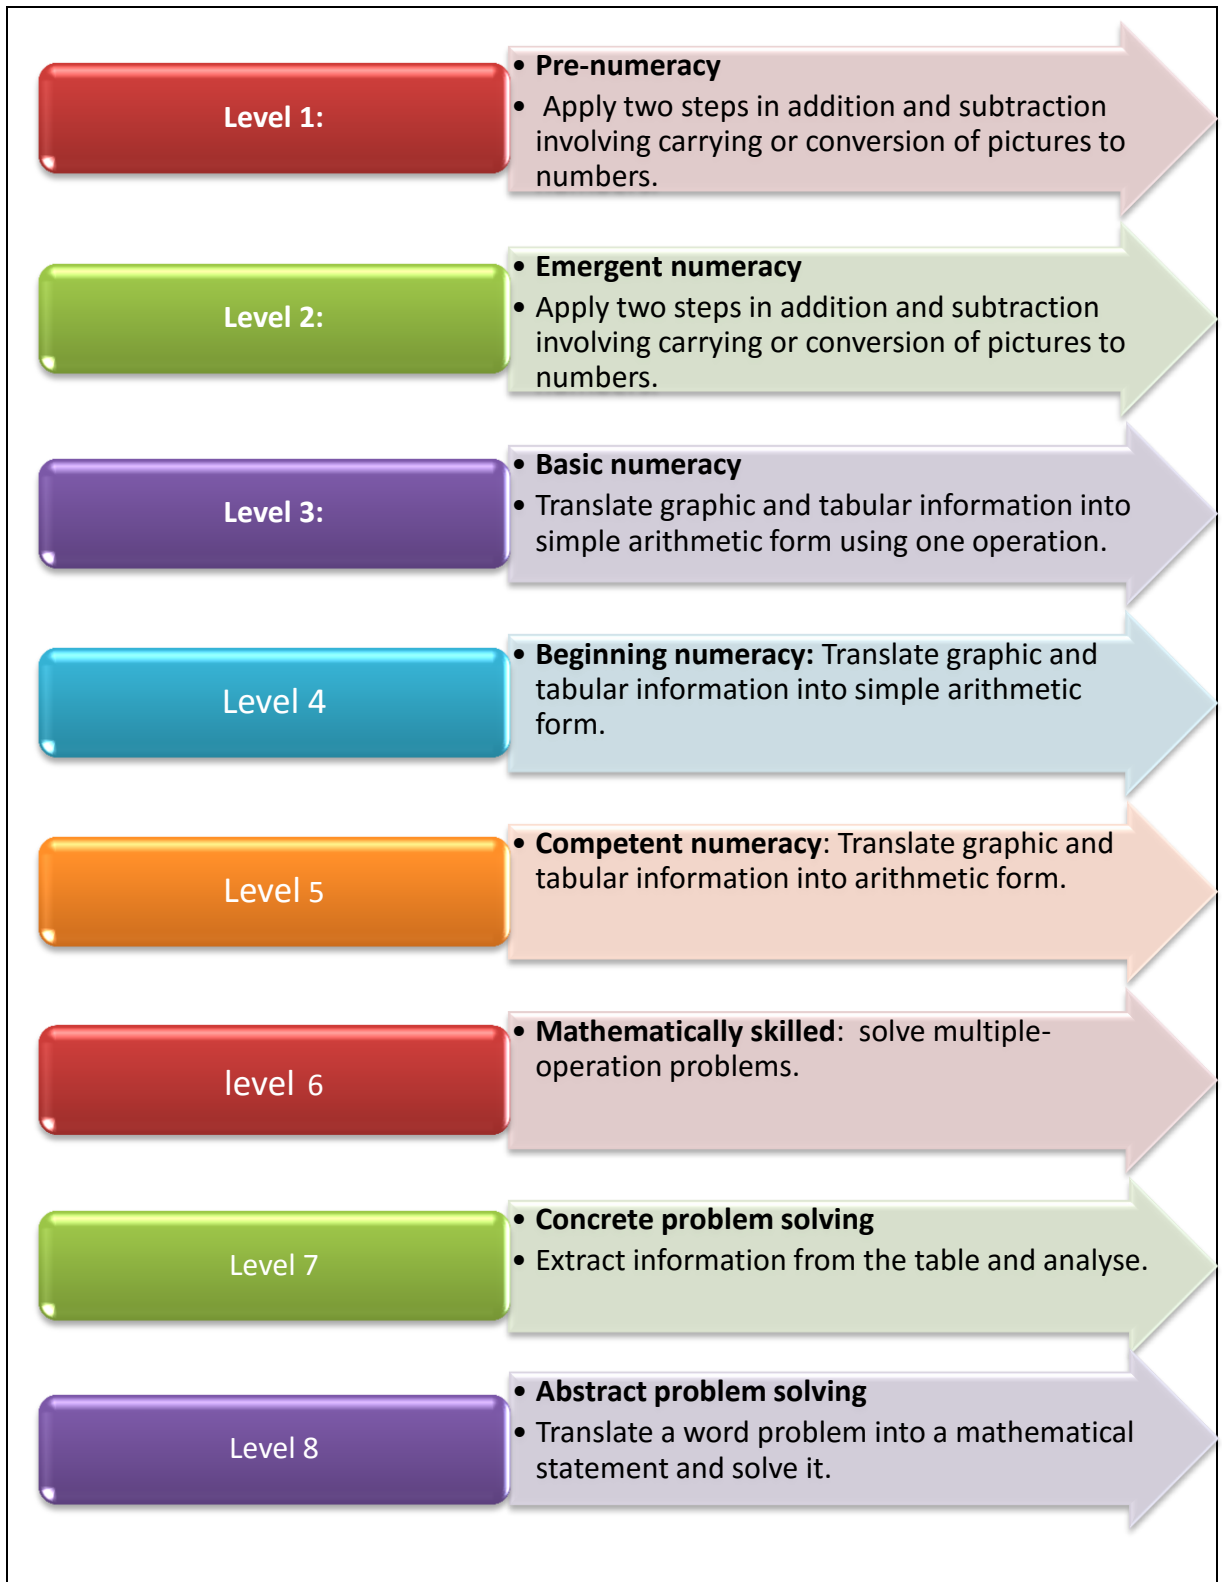 Level 1:
• Pre-numeracy
• Apply two steps in addition and subtraction
involving carrying or conversion of pictures to
numbers.
Level 2:
• Emergent numeracy
• Apply two steps in addition and subtraction
involving carrying or conversion of pictures to
numbers.
Level 3:
• Basic numeracy
• Translate graphic and tabular information into
simple arithmetic form using one operation.
Level 4
• Beginning numeracy: Translate graphic and
tabular information into simple arithmetic
form.
Level 5
• Competent numeracy: Translate graphic and
tabular information into arithmetic form.
level 6
• Mathematically skilled: solve multiple-
operation problems.
Level 7
• Concrete problem solving
• Extract information from the table and analyse.
Level 8
• Abstract problem solving
• Translate a word problem into a mathematical
statement and solve it.